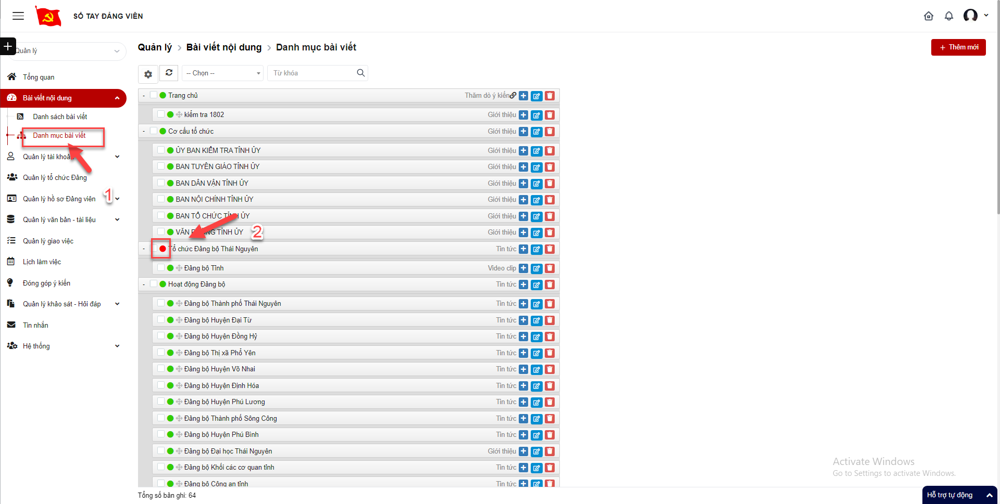 SỔ TAY ĐẢNG VIÊN
Quản lý
Tổng quan
Bài viết nội dung
Danh sách bài viết
Danh mục bài viết
Quản lý tài khoản
Quản lý tổ chức Đảng
Quản lý hồ sơ Đảng viên
1
Quản lý văn bản - tài liệu
Quản lý giao việc
Lịch làm việc
Đóng góp ý kiến
Quản lý khảo sát - Hỏi đáp
Tin nhắn
Hệ thống
Quản lý > Bài viết nội dung > Danh mục bài viết
+ Thêm mới
-- Chọn --
Từ khóa
- Trang chủ Thăm dò ý kiến
kiểm tra 1802 Giới thiệu
- Cơ cấu tổ chức Giới thiệu
ỦY BAN KIỂM TRA TỈNH ỦY Giới thiệu
BAN TUYÊN GIÁO TỈNH ỦY Giới thiệu
BAN DÂN VẬN TỈNH ỦY Giới thiệu
BAN NỘI CHÍNH TỈNH ỦY Giới thiệu
BAN TỔ CHỨC TỈNH ỦY Giới thiệu
VĂN PHÒNG TỈNH ỦY Giới thiệu
2
- Tổ chức Đảng bộ Thái Nguyên Tin tức
Đảng bộ Tỉnh Video clip
- Hoạt động Đảng bộ Tin tức
Đảng bộ Thành phố Thái Nguyên Tin tức
Đảng bộ Huyện Đại Từ Tin tức
Đảng bộ Huyện Đồng Hỷ Tin tức
Đảng bộ Thị xã Phổ Yên Tin tức
Đảng bộ Huyện Võ Nhai Tin tức
Đảng bộ Huyện Định Hóa Tin tức
Đảng bộ Huyện Phú Lương Tin tức
Đảng bộ Thành phố Sông Công Tin tức
Đảng bộ Huyện Phú Bình Tin tức
Đảng bộ Đại học Thái Nguyên Giới thiệu
Đảng bộ Khối các cơ quan tỉnh Tin tức
Đảng bộ Công an tỉnh Tin tức
Tổng số bản ghi: 64
Activate Windows
Go to Settings to activate Windows.
Hỗ trợ tự động